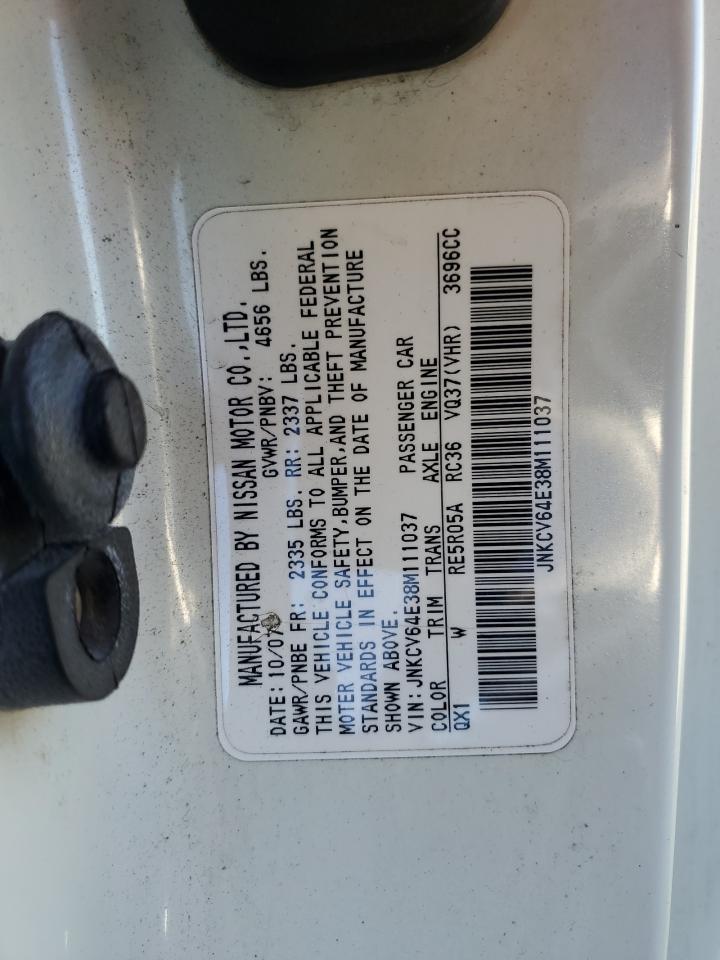 MANUFACTURED BY NISSAN MOTOR CO.,LTD.
DATE: 10/07 GVWR/PNBV: 4656 LBS.
GAWR/PNBE FR: 2335 LBS. RR: 2337 LBS.
THIS VEHICLE CONFORMS TO ALL APPLICABLE FEDERAL
MOTER VEHICLE SAFETY,BUMPER,AND THEFT PREVENTION
STANDARDS IN EFFECT ON THE DATE OF MANUFACTURE
SHOWN ABOVE.
VIN: JNKCV64E38M111037 PASSENGER CAR
COLOR TRIM TRANS AXLE ENGINE
QX1 W RE5R05A RC36 VQ37(VHR) 3696CC
JNKCV64E38M111037